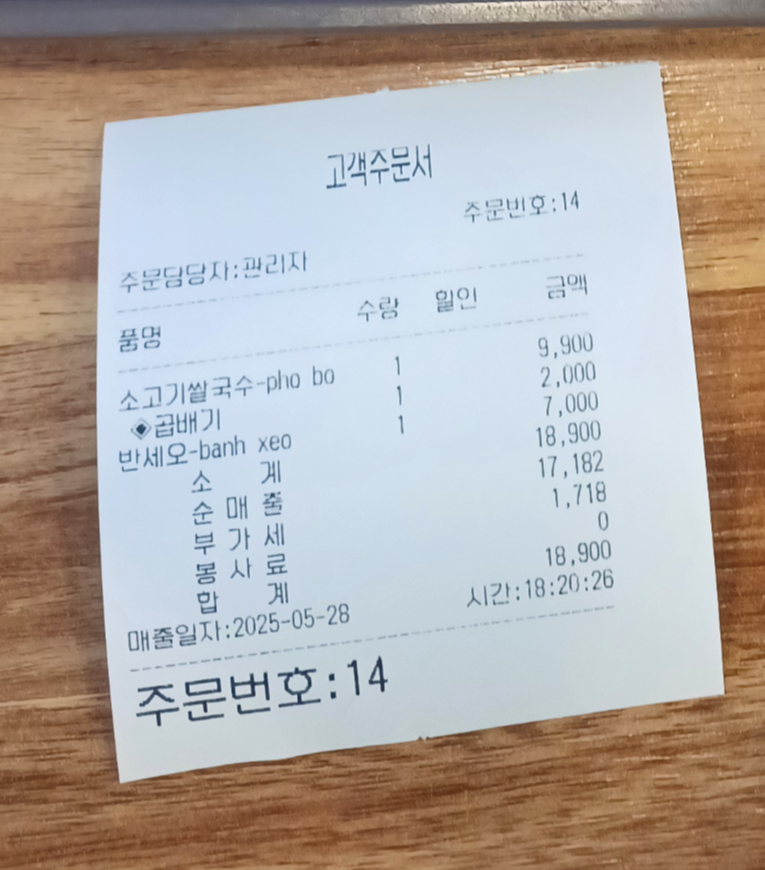 고객주문서
주문번호:14
주문담당자:관리자
품명 수량 할인 금액
소고기쌀국수-pho bo 1 9,900
◈곱배기 1 2,000
반세오-banh xeo 1 7,000
소 계 18,900
순 매 출 17,182
부 가 세 1,718
봉 사 료 0
합 계 18,900
매출일자:2025-05-28 시간:18:20:26
주문번호:14